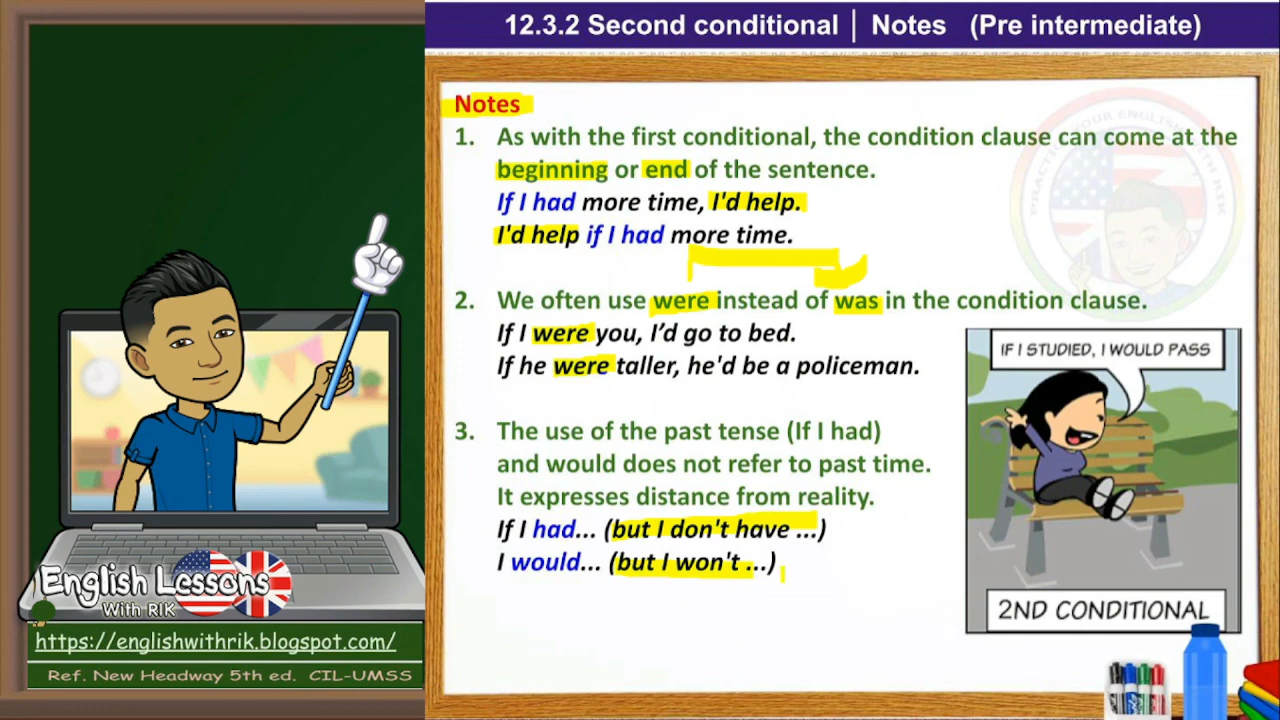 12.3.2 Second conditional | Notes (Pre intermediate)
Notes
1. As with the first conditional, the condition clause can come at the
beginning or end of the sentence.
If I had more time, I'd help.
I'd help if I had more time.
2. We often use were instead of was in the condition clause.
If I were you, I’d go to bed.
If he were taller, he'd be a policeman.
3. The use of the past tense (If I had)
and would does not refer to past time.
It expresses distance from reality.
If I had... (but I don't have ...)
I would... (but I won't ...)
IF I STUDIED, I WOULD PASS
2ND CONDITIONAL
English Lessons
With RIK
https://englishwithrik.blogspot.com/
Ref. New Headway 5th ed. CIL-UMSS
PRACTICE YOUR ENGLISH WITH RIK